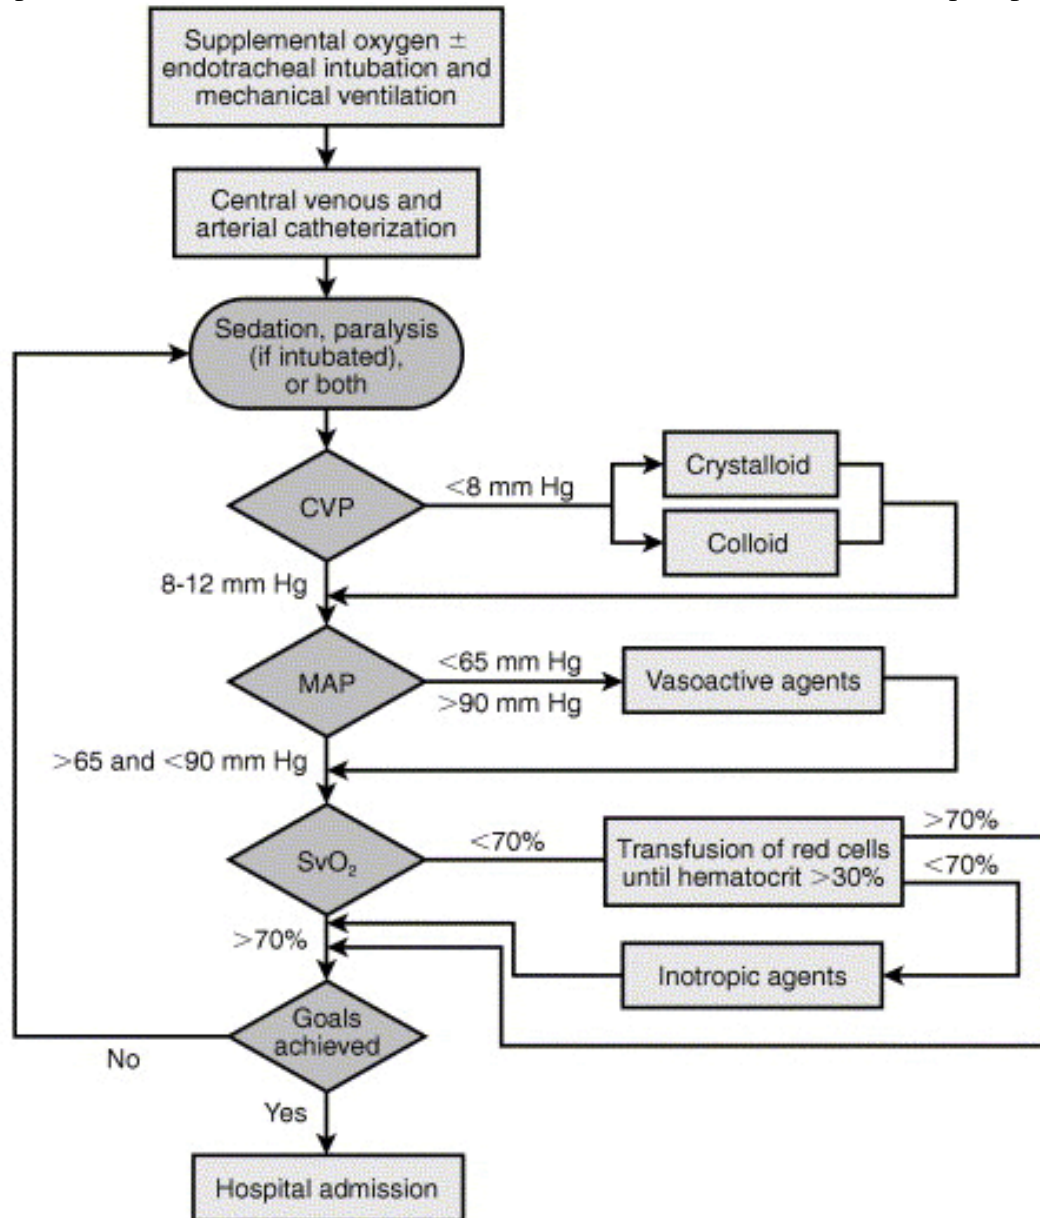 Supplemental oxygen ±
endotracheal intubation and
mechanical ventilation
Central venous and
arterial catheterization
Sedation, paralysis
(if intubated),
or both
CVP
<8 mm Hg
Crystalloid
Colloid
8-12 mm Hg
MAP
<65 mm Hg
>90 mm Hg
Vasoactive agents
>65 and <90 mm Hg
SvO₂
<70%
Transfusion of red cells
until hematocrit >30%
>70%
<70%
>70%
Inotropic agents
Goals
achieved
No
Yes
Hospital admission